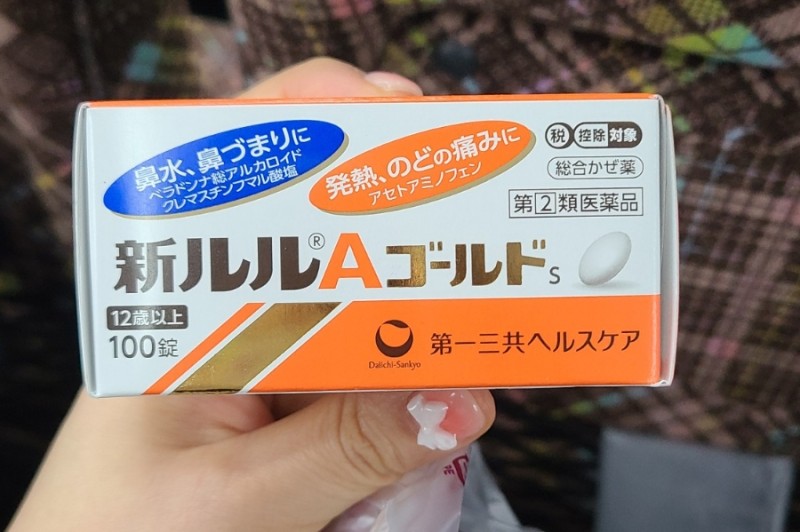 鼻水、鼻づまりに
ベラドンナ総アルカロイド
クレマスチンフマル酸塩
発熱、のどの痛みに
アセトアミノフェン
税 控除 対象
総合かぜ薬
指②類医薬品
新ルル®Aゴールドs
12歳以上
100錠
Daiichi-Sankyo
第一三共ヘルスケア